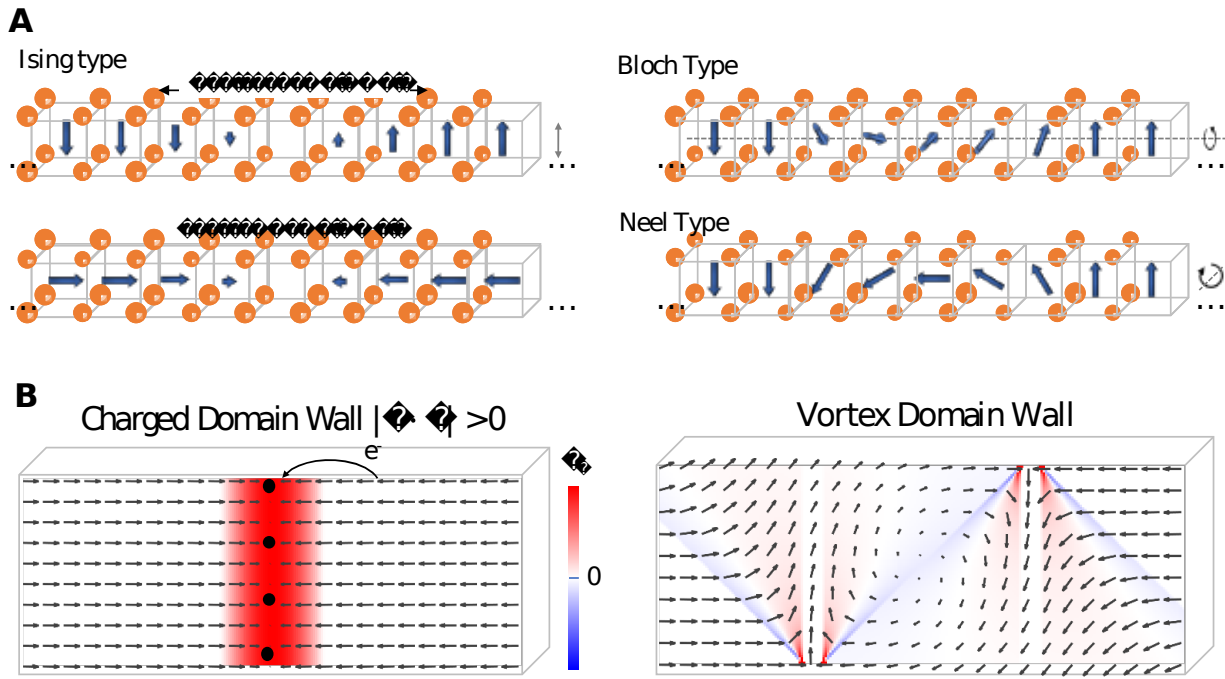 A
Ising type
Bloch Type
... ...
... ...
Neel Type
... ...
... ...
B
Charged Domain Wall |� �| >0
Vortex Domain Wall
e-
0